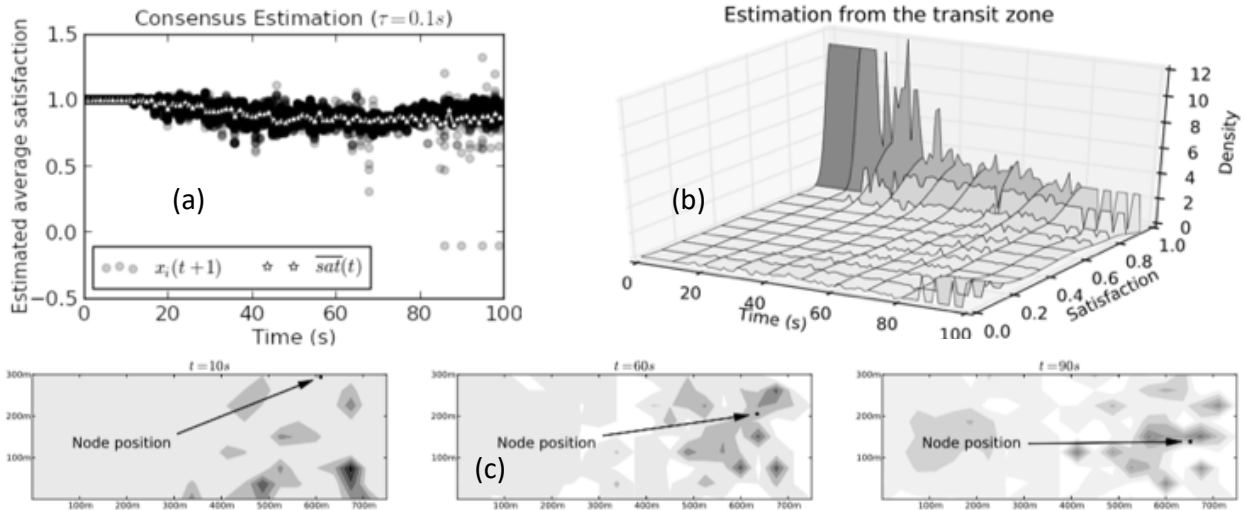 Consensus Estimation (τ=0.1s)
Estimated average satisfaction
1.5
1.0
0.5
0.0
−0.5
(a)
x_i(t+1) sat(t)
0 20 40 60 80 100
Time (s)
Estimation from the transit zone
(b)
12
10
8
6
4
2
0
Density
0 20 40 60 80 100
Time (s)
0.0 0.2 0.4 0.6 0.8 1.0
Satisfaction
t=10s
300m
200m
100m
Node position
100m 200m 300m 400m 500m 600m 700m
t=60s
300m
200m
100m
Node position
(c)
100m 200m 300m 400m 500m 600m 700m
t=90s
300m
200m
100m
Node position
100m 200m 300m 400m 500m 600m 700m